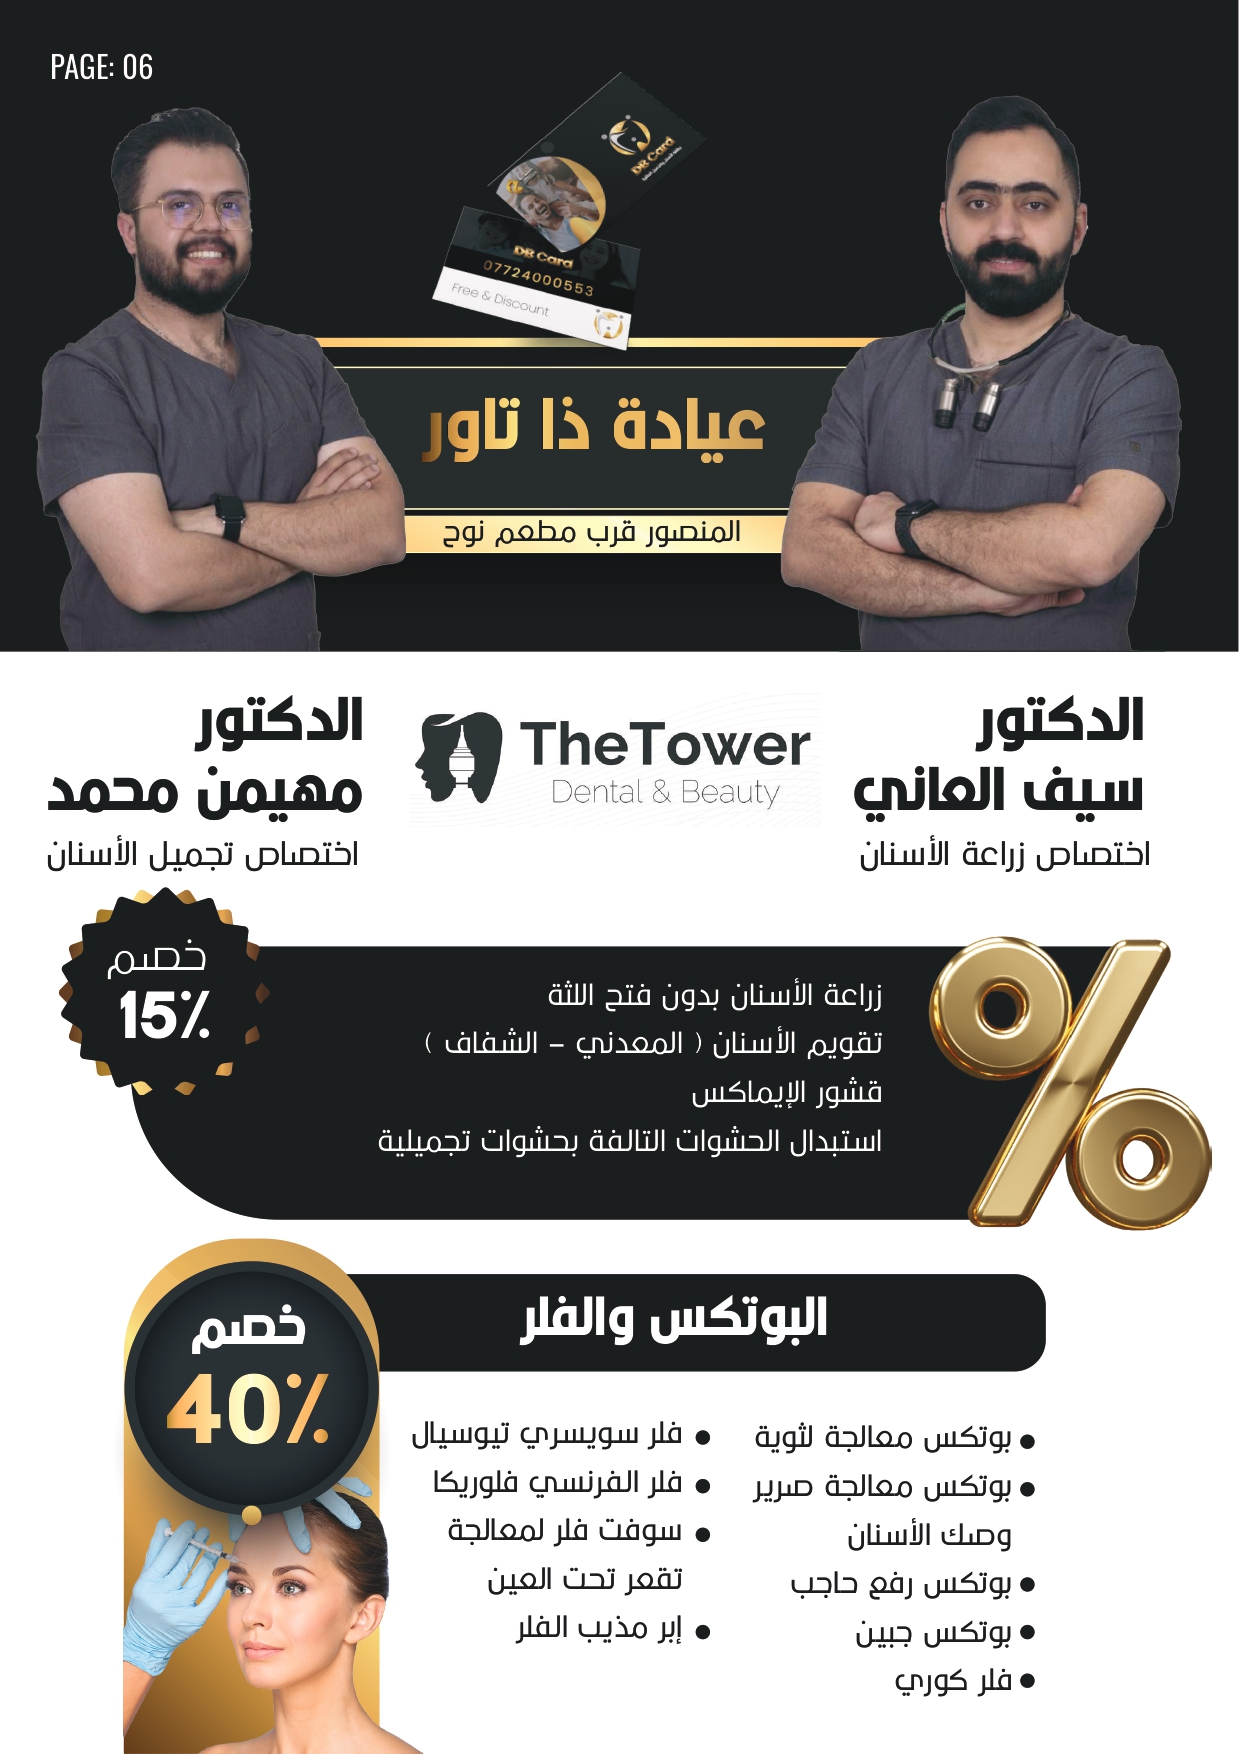 PAGE: 06
DB Card
DB Card
07724000553
Free & Discount
عيادة ذا تاور
المنصور قرب مطعم نوح
الدكتور
سيف العاني
اختصاص زراعة الأسنان
TheTower
Dental & Beauty
الدكتور
مهيمن محمد
اختصاص تجميل الأسنان
خصم
15٪
زراعة الأسنان بدون فتح اللثة
تقويم الأسنان ( المعدني – الشفاف )
قشور الإيماكس
استبدال الحشوات التالفة بحشوات تجميلية
%
البوتكس والفلر
خصم
40٪
● بوتكس معالجة لثوية
● بوتكس معالجة صرير
وصك الأسنان
● بوتكس رفع حاجب
● بوتكس جبين
● فلر كوري
● فلر سويسري تيوسيال
● فلر الفرنسي فلوريكا
● سوفت فلر لمعالجة
تقعر تحت العين
● إبر مذيب الفلر